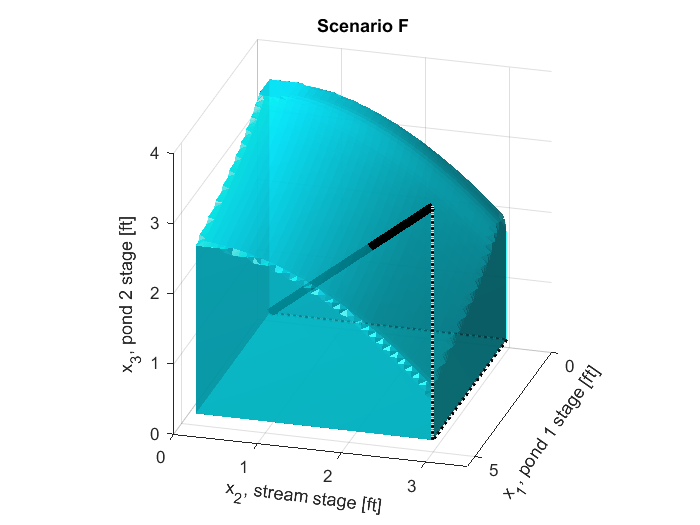 Scenario F
4
3
2
1
0
x₃, pond 2 stage [ft]
0
1
2
3
x₂, stream stage [ft]
0
5
x₁, pond 1 stage [ft]